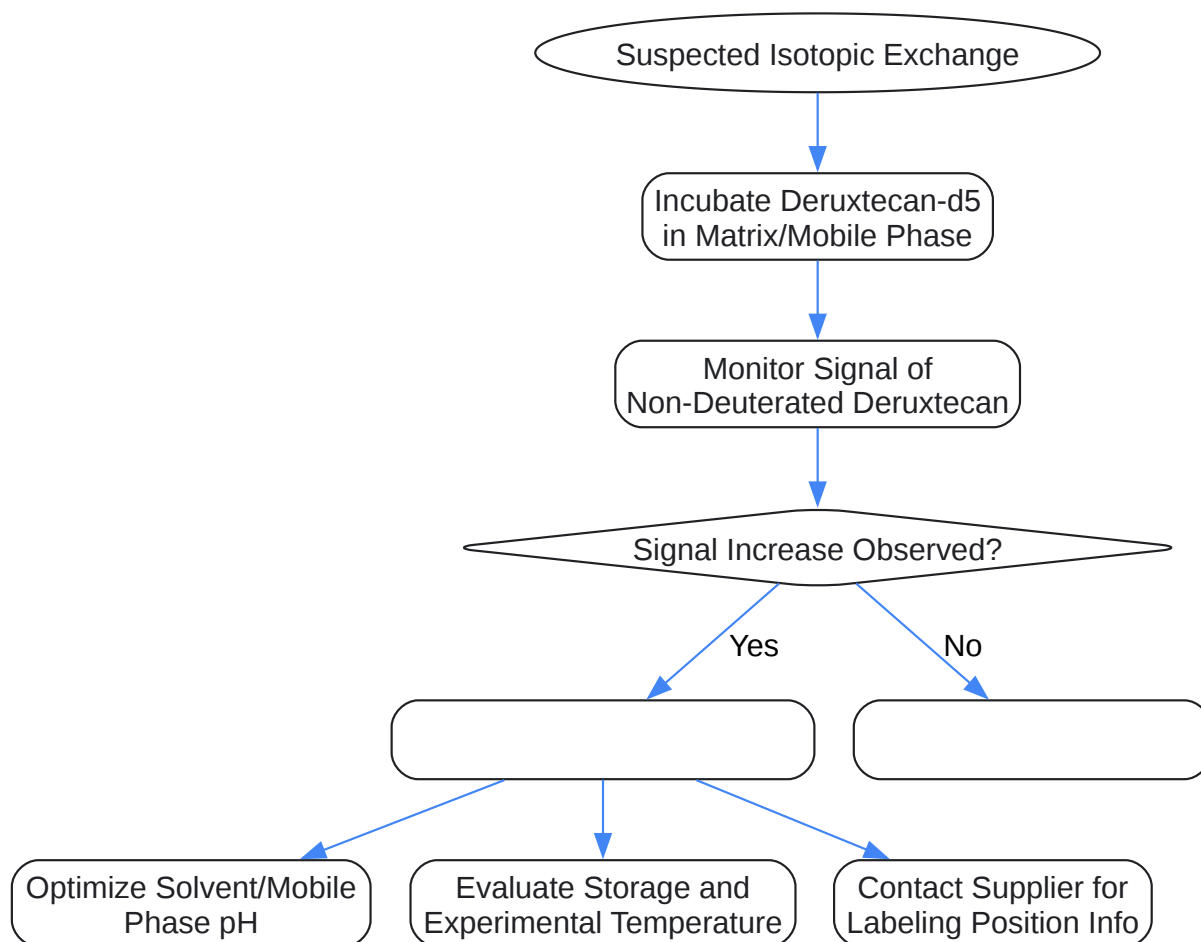 Suspected Isotopic Exchange
Incubate Deruxtecan-d5
in Matrix/Mobile Phase
Monitor Signal of
Non-Deuterated Deruxtecan
Signal Increase Observed?
Yes
No
Optimize Solvent/Mobile
Phase pH
Evaluate Storage and
Experimental Temperature
Contact Supplier for
Labeling Position Info